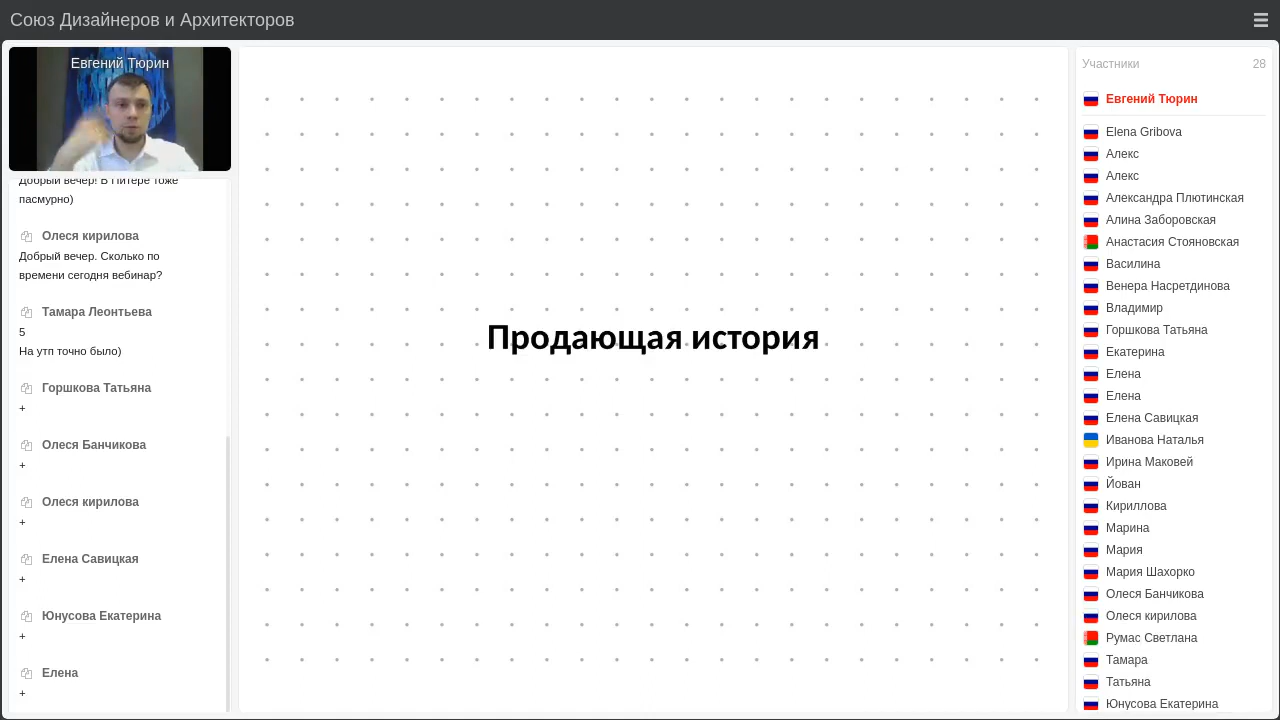 Союз Дизайнеров и Архитекторов
Евгений Тюрин
Добрый вечер! В Питере тоже
пасмурно)
Олеся кирилова
Добрый вечер. Сколько по
времени сегодня вебинар?
Тамара Леонтьева
5
На утп точно было)
Горшкова Татьяна
+
Олеся Банчикова
+
Олеся кирилова
+
Елена Савицкая
+
Юнусова Екатерина
+
Елена
+
Продающая история
Участники 28
Евгений Тюрин
Elena Gribova
Алекс
Алекс
Александра Плютинская
Алина Заборовская
Анастасия Стояновская
Василина
Венера Насретдинова
Владимир
Горшкова Татьяна
Екатерина
Елена
Елена
Елена Савицкая
Иванова Наталья
Ирина Маковей
Йован
Кириллова
Марина
Мария
Мария Шахорко
Олеся Банчикова
Олеся кирилова
Румас Светлана
Тамара
Татьяна
Юнусова Екатерина